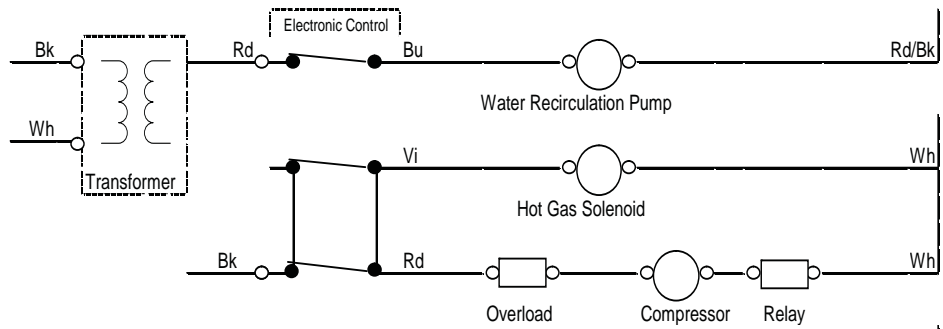 Electronic Control
Bk Rd Bu Rd/Bk
Water Recirculation Pump
Wh
Vi Wh
Transformer
Hot Gas Solenoid
Bk Rd Wh
Overload Compressor Relay